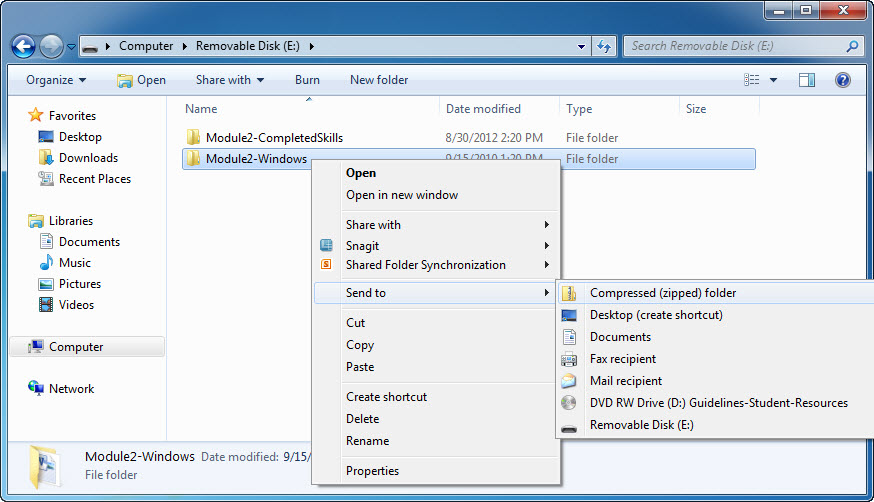 Computer ▸ Removable Disk (E:) ▸
Search Removable Disk (E:)
Organize Open Share with Burn New folder
Name Date modified Type Size
Favorites
Desktop
Downloads
Recent Places
Libraries
Documents
Music
Pictures
Videos
Computer
Network
Module2-CompletedSkills 8/30/2012 2:20 PM File folder
Module2-Windows 9/15/2010 1:20 PM File folder
Open
Open in new window
Share with
Snagit
Shared Folder Synchronization
Send to
Cut
Copy
Paste
Create shortcut
Delete
Rename
Properties
Compressed (zipped) folder
Desktop (create shortcut)
Documents
Fax recipient
Mail recipient
DVD RW Drive (D:) Guidelines-Student-Resources
Removable Disk (E:)
Module2-Windows Date modified: 9/15/
File folder